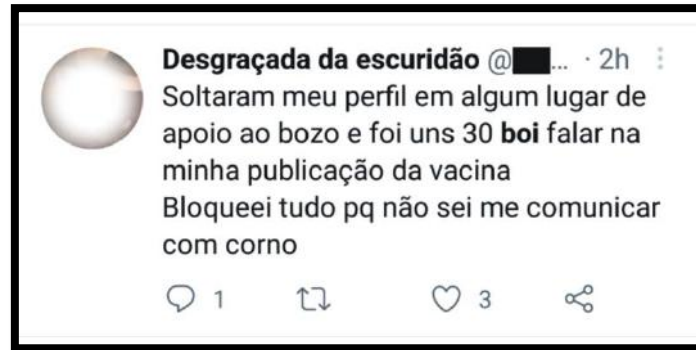 Desgraçada da escuridão @... · 2h
Soltaram meu perfil em algum lugar de
apoio ao bozo e foi uns 30 boi falar na
minha publicação da vacina
Bloqueei tudo pq não sei me comunicar
com corno
1 3